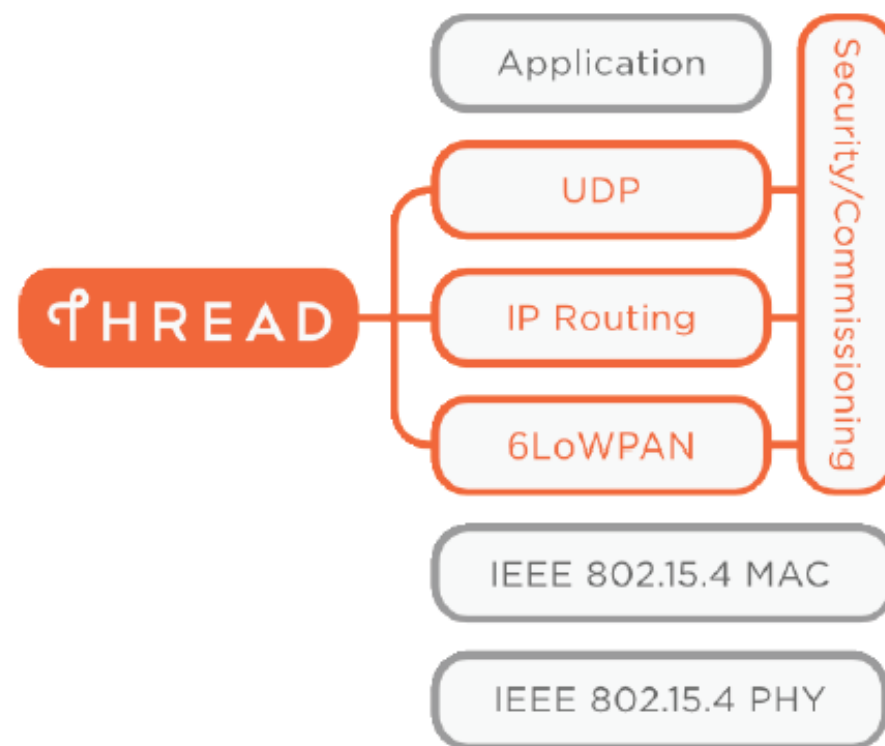 Application
Security/Commissioning
UDP
THREAD
IP Routing
6LoWPAN
IEEE 802.15.4 MAC
IEEE 802.15.4 PHY